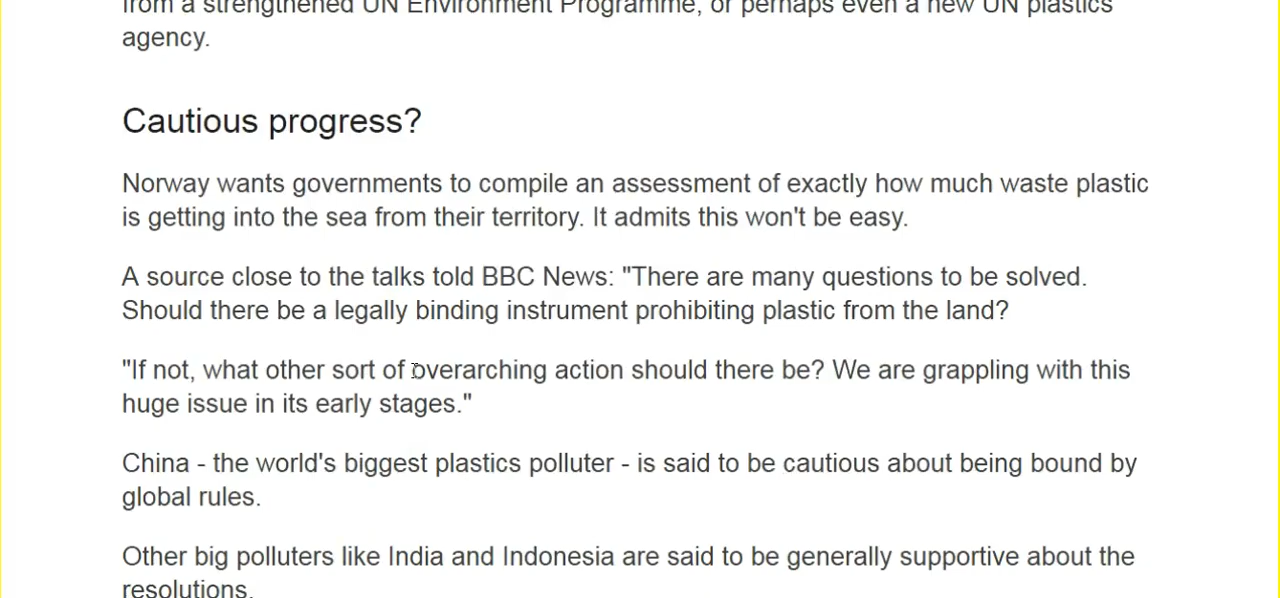 from a strengthened UN Environment Programme, or perhaps even a new UN plastics
agency.
Cautious progress?
Norway wants governments to compile an assessment of exactly how much waste plastic
is getting into the sea from their territory. It admits this won't be easy.
A source close to the talks told BBC News: "There are many questions to be solved.
Should there be a legally binding instrument prohibiting plastic from the land?
"If not, what other sort of overarching action should there be? We are grappling with this
huge issue in its early stages."
China - the world's biggest plastics polluter - is said to be cautious about being bound by
global rules.
Other big polluters like India and Indonesia are said to be generally supportive about the
resolutions.